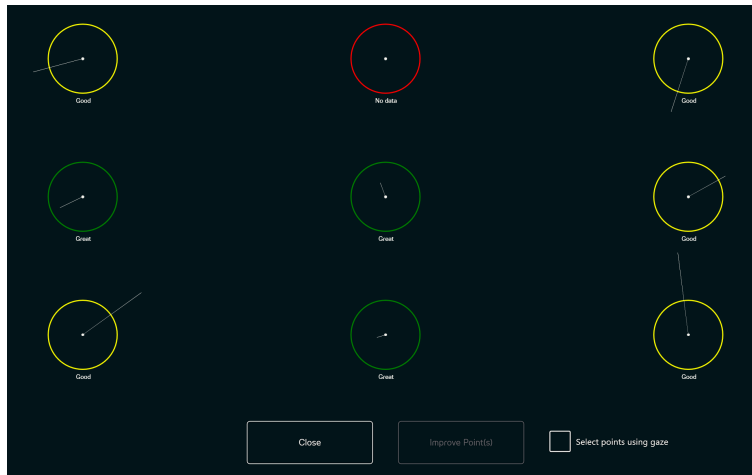 Good
No data
Good
Great
Great
Good
Good
Great
Good
Close
Improve Point(s)
Select points using gaze